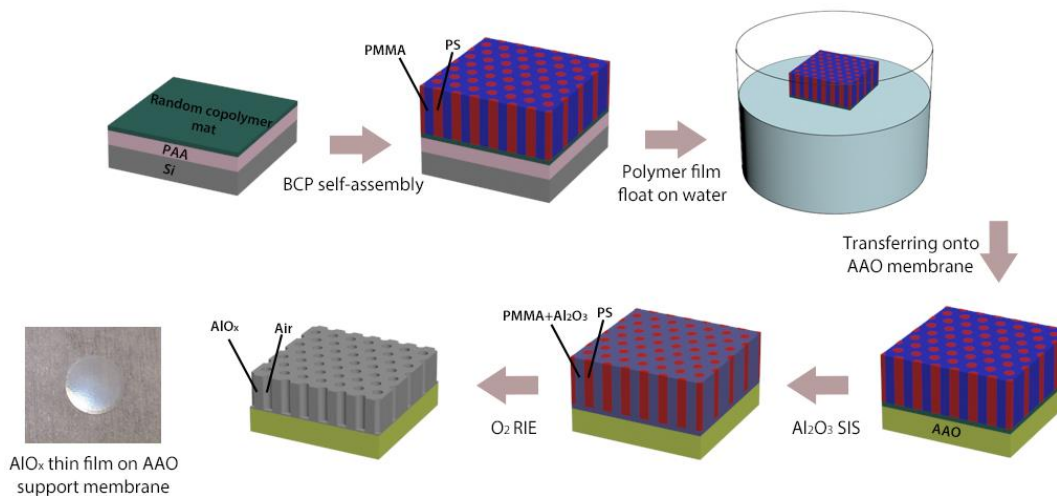 Random copolymer
mat
PAA
Si
BCP self-assembly
PMMA
PS
Polymer film
float on water
Transferring onto
AAO membrane
AAO
Al₂O₃ SIS
PMMA+Al₂O₃
PS
O₂ RIE
AlOₓ
Air
AlOₓ thin film on AAO
support membrane